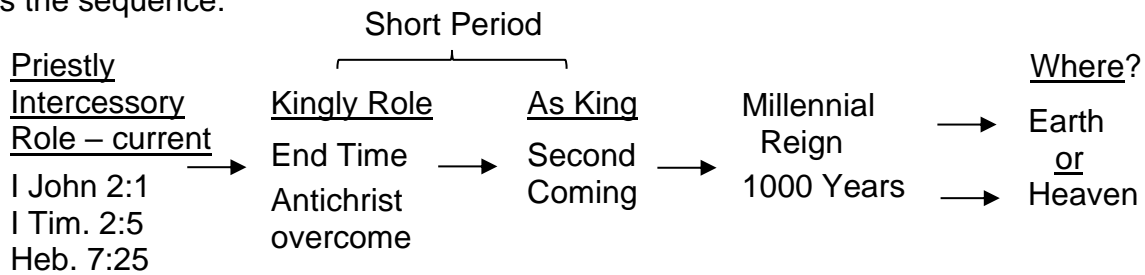 s the sequence:
Short Period
Priestly
Intercessory
Role – current
I John 2:1
I Tim. 2:5
Heb. 7:25
Kingly Role
End Time
Antichrist
overcome
As King
Second
Coming
Millennial
Reign
1000 Years
Where?
Earth
or
Heaven